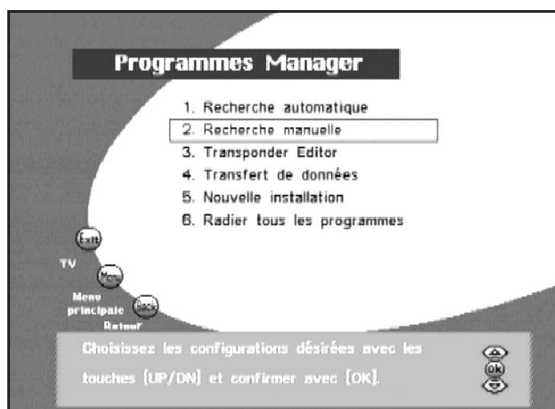 Programmes Manager
1. Recherche automatique
2. Recherche manuelle
3. Transponder Editor
4. Transfert de données
5. Nouvelle installation
6. Radier tous les programmes
Exit
TV
Menu
Menu
principale
Back
Retour
Choisissez les configurations désirées avec les
touches [UP/DN] et confirmer avec [OK].
Ok